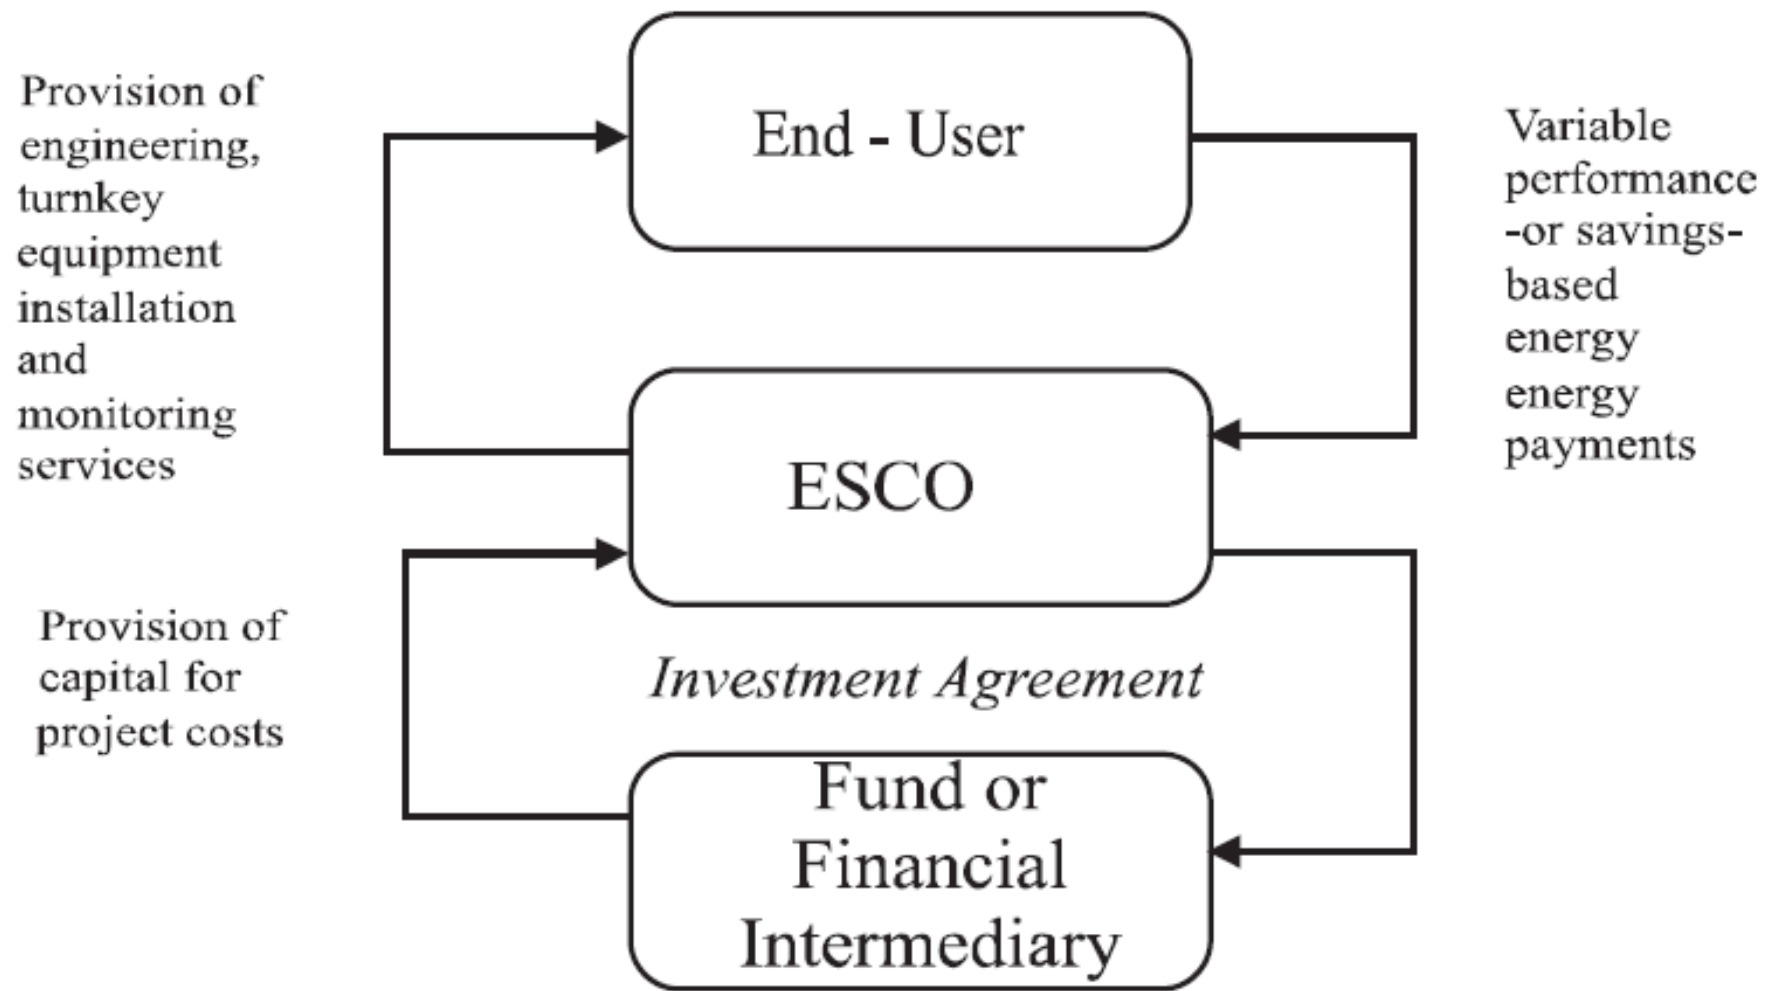 Provision of
engineering,
turnkey
equipment
installation
and
monitoring
services
End - User
Variable
performance
-or savings-
based
energy
energy
payments
ESCO
Provision of
capital for
project costs
Investment Agreement
Fund or
Financial
Intermediary